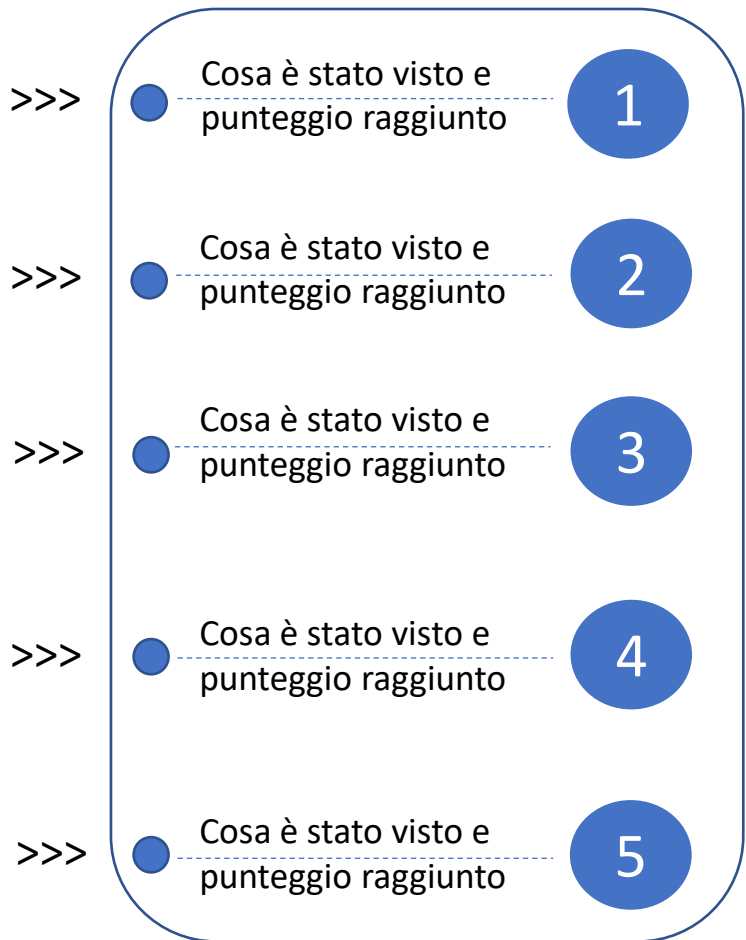 Cosa è stato visto e
>>>
punteggio raggiunto
1
Cosa è stato visto e
>>>
punteggio raggiunto
2
Cosa è stato visto e
>>>
punteggio raggiunto
3
Cosa è stato visto e
>>>
punteggio raggiunto
4
Cosa è stato visto e
>>>
punteggio raggiunto
5